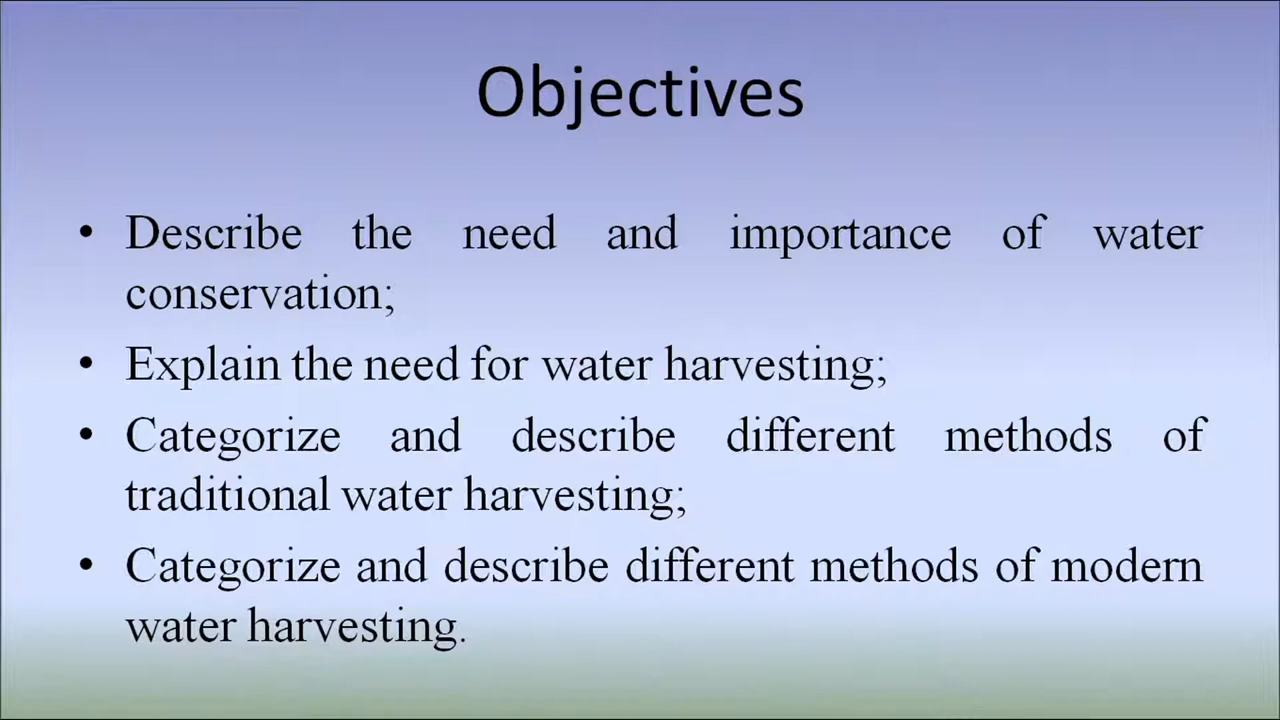 Objectives
• Describe the need and importance of water
conservation;
• Explain the need for water harvesting;
• Categorize and describe different methods of
traditional water harvesting;
• Categorize and describe different methods of modern
water harvesting.